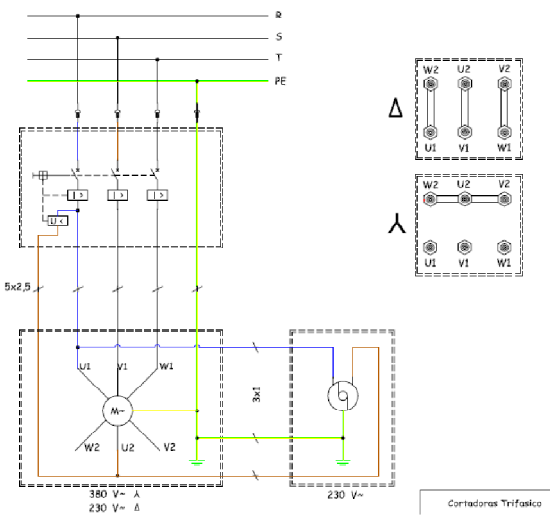 R
S
T
PE
W2 U2 V2
Δ
U1 V1 W1
W2 U2 V2
U1 V1 W1
I > I > I >
U <
5x2,5
U1 V1 W1
M~
3x1
W2 U2 V2
380 V~ ⅄
230 V~ Δ
230 V~
Cortadoras Trifasico